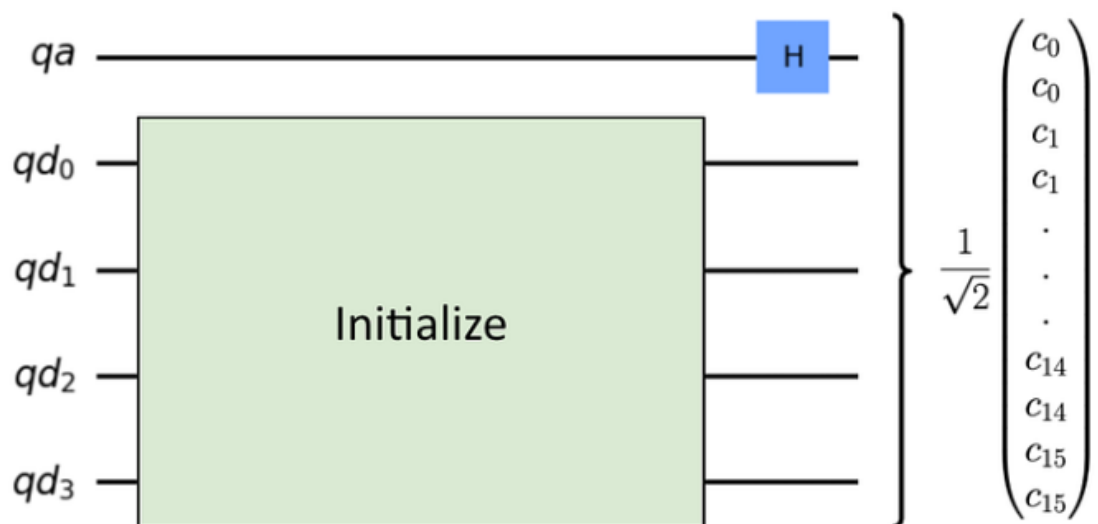 qa
H
qd₀
qd₁
Initialize
qd₂
qd₃
1
√2
c₀
c₀
c₁
c₁
.
.
.
c₁₄
c₁₄
c₁₅
c₁₅